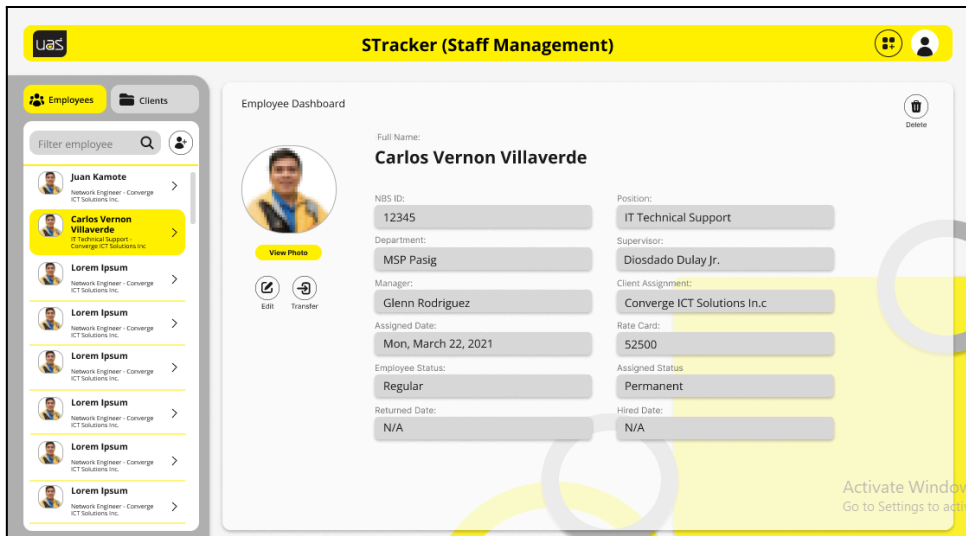 uas
STracker (Staff Management)
Employees
Clients
Filter employee
Juan Kamote
Network Engineer - Converge
ICT Solutions Inc.
Carlos Vernon
Villaverde
IT Technical Support -
Converge ICT Solutions Inc
Lorem Ipsum
Network Engineer - Converge
ICT Solutions Inc.
Lorem Ipsum
Network Engineer - Converge
ICT Solutions Inc.
Lorem Ipsum
Network Engineer - Converge
ICT Solutions Inc.
Lorem Ipsum
Network Engineer - Converge
ICT Solutions Inc.
Lorem Ipsum
Network Engineer - Converge
ICT Solutions Inc.
Lorem Ipsum
Network Engineer - Converge
ICT Solutions Inc.
Employee Dashboard
Delete
View Photo
Edit
Transfer
Full Name:
Carlos Vernon Villaverde
NBS ID:
12345
Position:
IT Technical Support
Department:
MSP Pasig
Supervisor:
Diosdado Dulay Jr.
Manager:
Glenn Rodriguez
Client Assignment:
Converge ICT Solutions In.c
Assigned Date:
Mon, March 22, 2021
Rate Card:
52500
Employee Status:
Regular
Assigned Status
Permanent
Returned Date:
N/A
Hired Date:
N/A
Activate Window
Go to Settings to acti